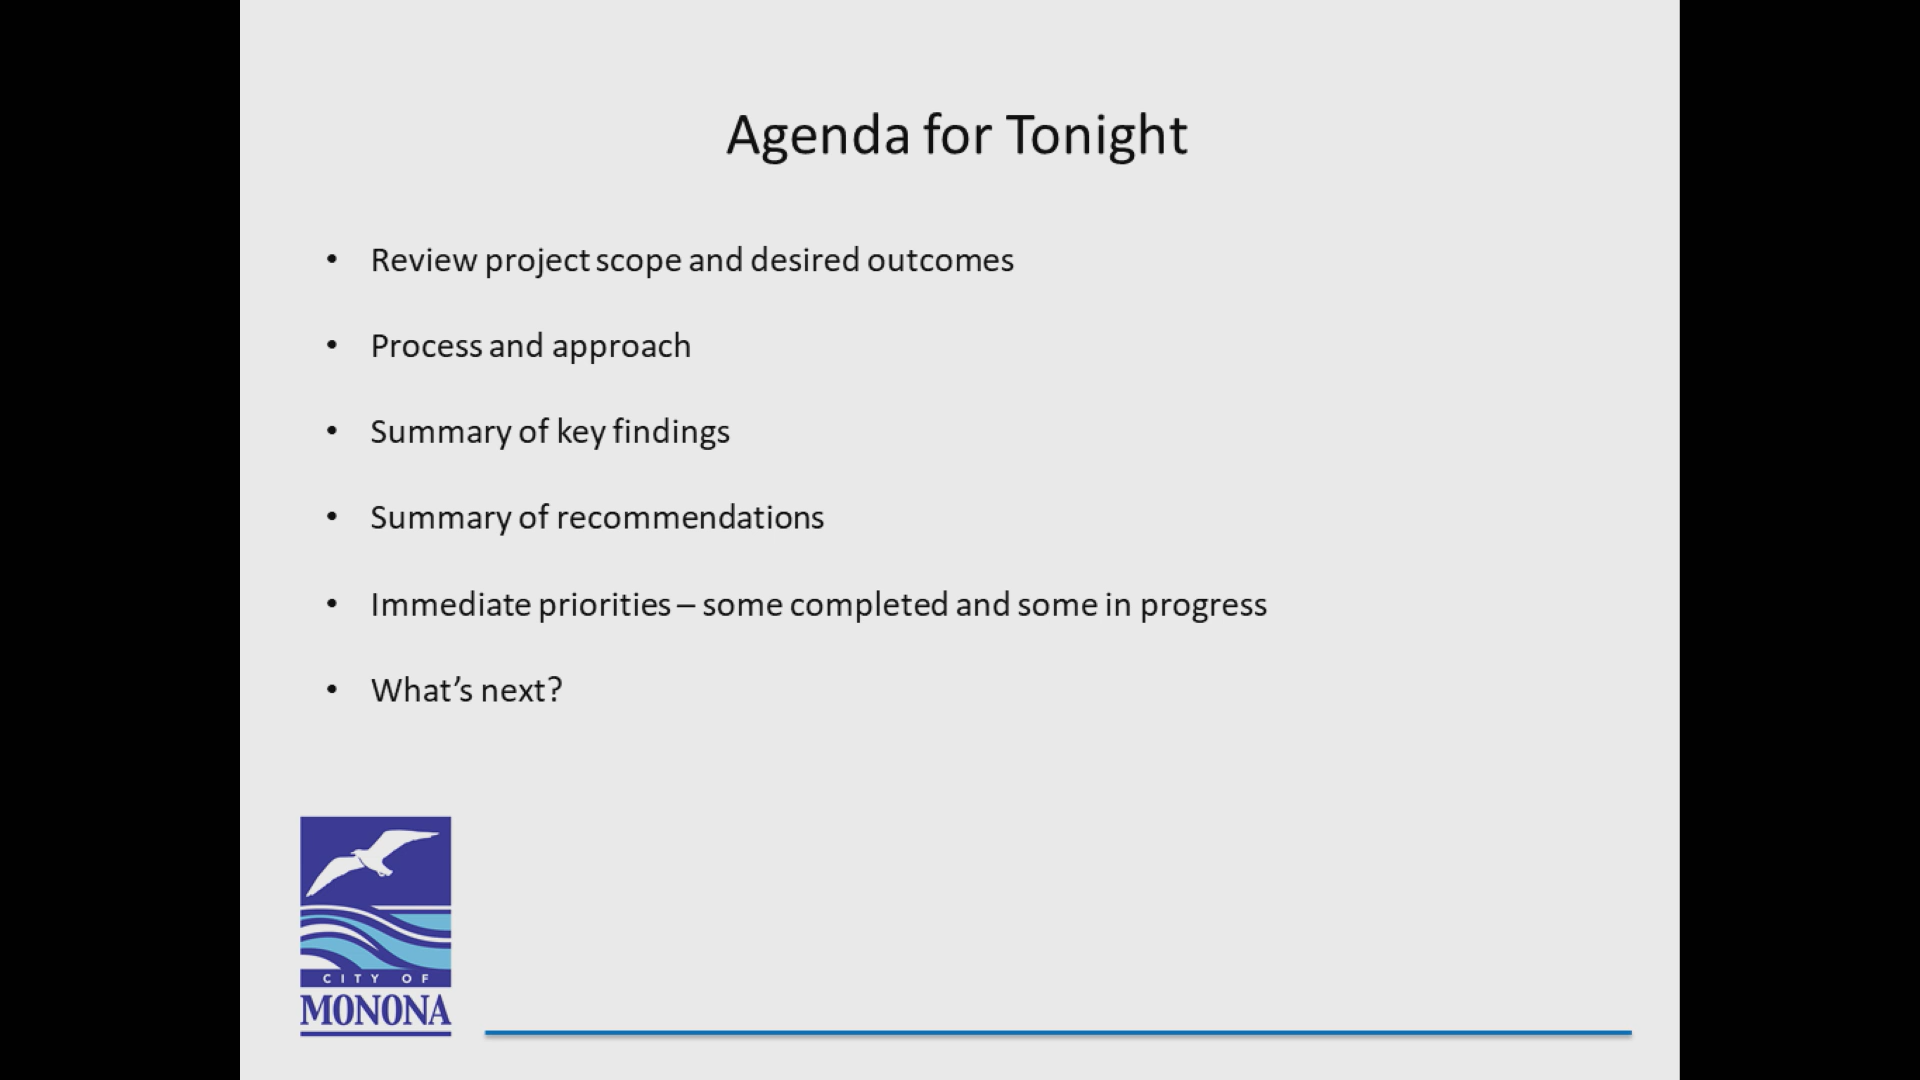 Agenda for Tonight
• Review project scope and desired outcomes
• Process and approach
• Summary of key findings
• Summary of recommendations
• Immediate priorities – some completed and some in progress
• What’s next?
CITY OF
MONONA